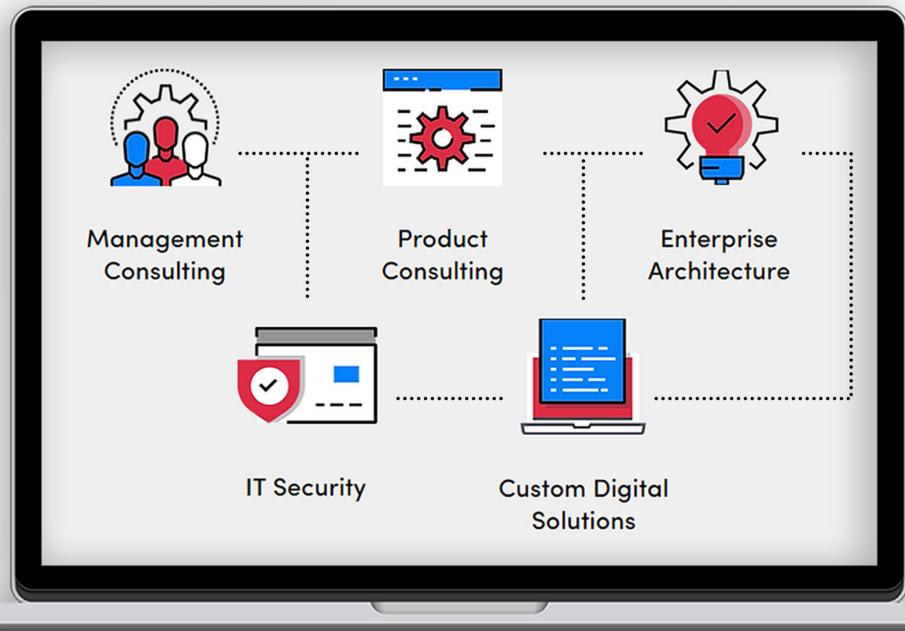 Management
Consulting
Product
Consulting
Enterprise
Architecture
IT Security
Custom Digital
Solutions